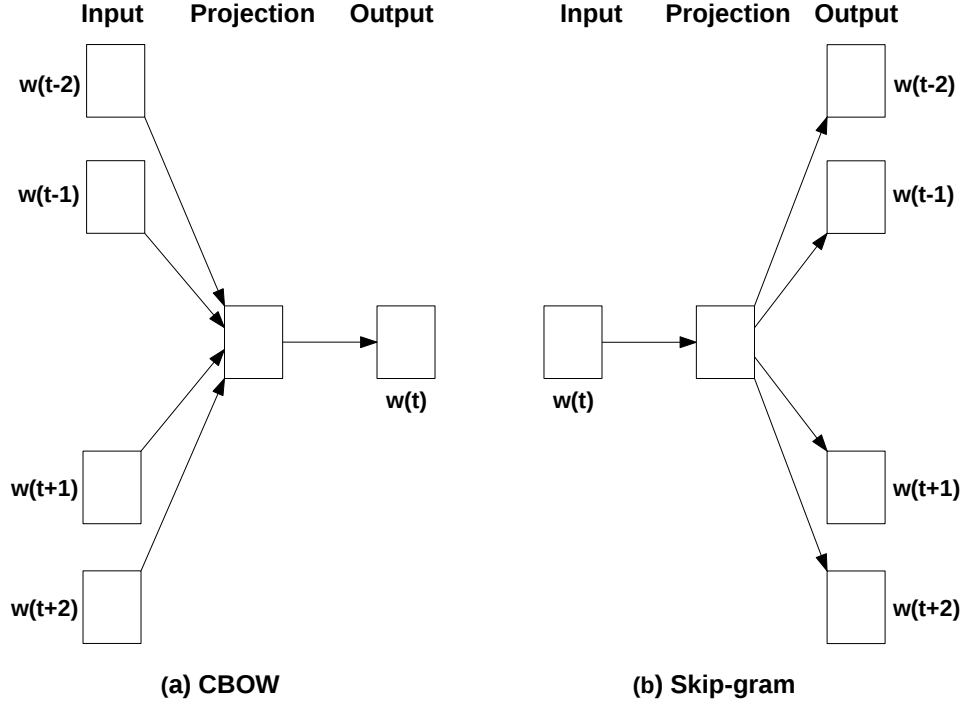 Input Projection Output
w(t-2)
w(t-1)
w(t)
w(t+1)
w(t+2)
(a) CBOW
Input Projection Output
w(t-2)
w(t-1)
w(t)
w(t+1)
w(t+2)
(b) Skip-gram